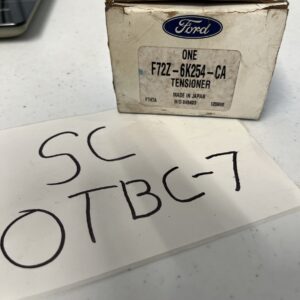 Ford
ONE
F72Z-6K254-CA
TENSIONER
MADE IN JAPAN
SC
OTBC-7